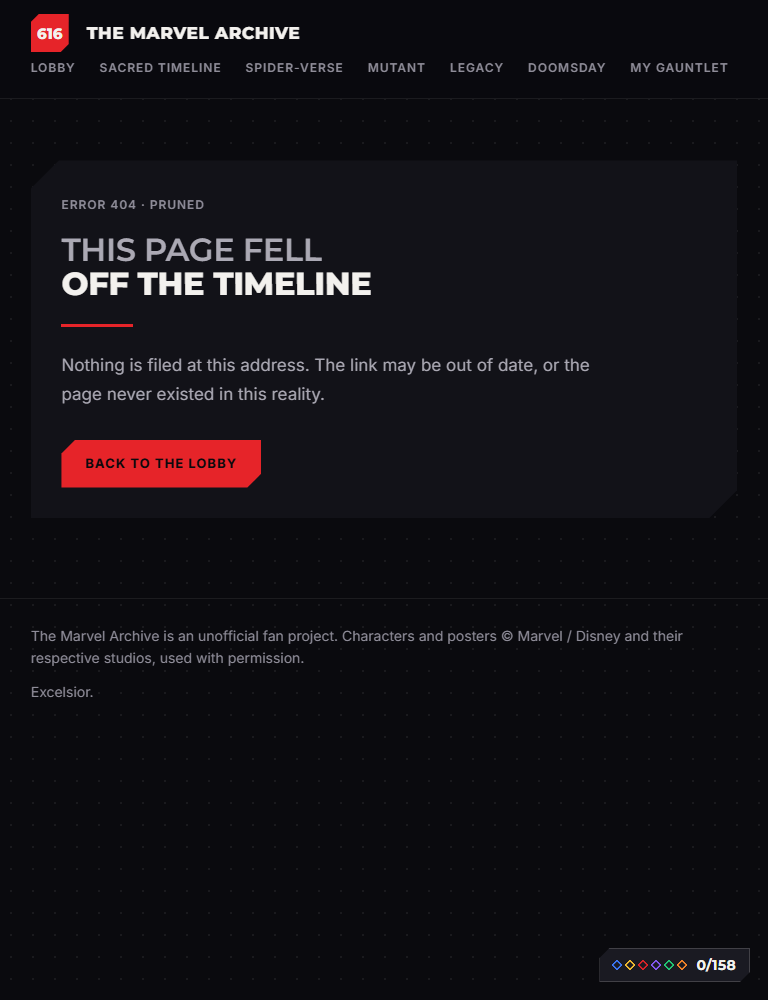 616
THE MARVEL ARCHIVE
LOBBY SACRED TIMELINE SPIDER-VERSE MUTANT LEGACY DOOMSDAY MY GAUNTLET
ERROR 404 · PRUNED
THIS PAGE FELL
OFF THE TIMELINE
Nothing is filed at this address. The link may be out of date, or the
page never existed in this reality.
BACK TO THE LOBBY
The Marvel Archive is an unofficial fan project. Characters and posters © Marvel / Disney and their
respective studios, used with permission.
Excelsior.
0/158